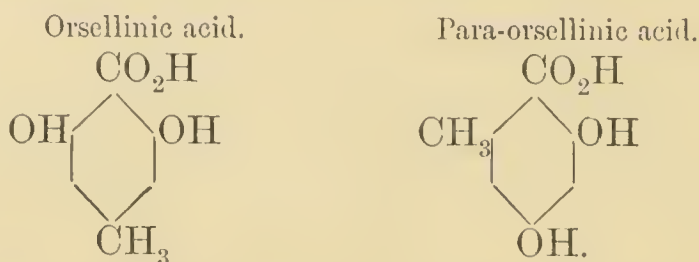 Orsellinic acid. Para-orsellinic acid.
CO₂H CO₂H
OH OH CH₃ OH
CH₃ OH.